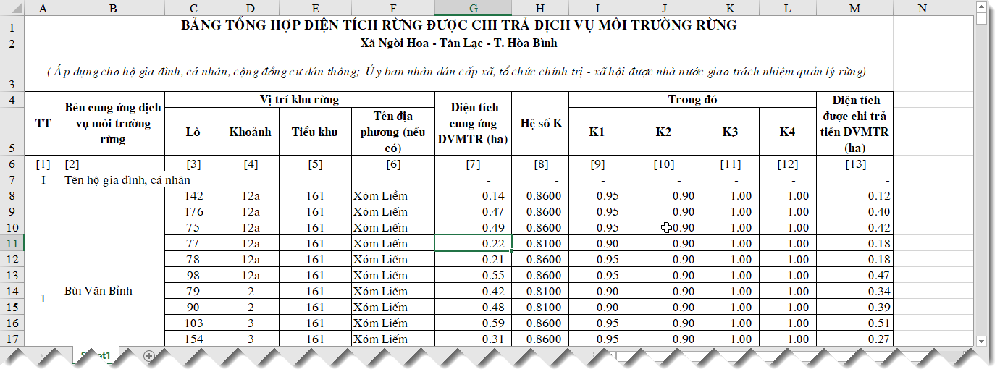 A B C D E F G H I J K L M N
1 BẢNG TỔNG HỢP DIỆN TÍCH RỪNG ĐƯỢC CHI TRẢ DỊCH VỤ MÔI TRƯỜNG RỪNG
2 Xã Ngòi Hoa - Tân Lạc - T. Hòa Bình
3 ( Áp dụng cho hộ gia đình, cá nhân, cộng đồng cư dân thông; Ủy ban nhân dân cấp xã, tổ chức chính trị - xã hội được nhà nước giao trách nhiệm quản lý rừng)
4 TT Bên cung ứng dịch vụ môi trường rừng Vị trí khu rừng Diện tích cung ứng DVMTR (ha) Hệ số K Trong đó Diện tích được chi trả tiền DVMTR (ha)
5 Lô Khoảnh Tiểu khu Tên địa phương (nếu có) K1 K2 K3 K4
6 [1] [2] [3] [4] [5] [6] [7] [8] [9] [10] [11] [12] [13]
7 I Tên hộ gia đình, cá nhân - - - - - - -
8 142 12a 161 Xóm Liềm 0.14 0.8600 0.95 0.90 1.00 1.00 0.12
9 176 12a 161 Xóm Liếm 0.47 0.8600 0.95 0.90 1.00 1.00 0.40
10 75 12a 161 Xóm Liếm 0.49 0.8600 0.95 0.90 1.00 1.00 0.42
11 77 12a 161 Xóm Liếm 0.22 0.8100 0.90 0.90 1.00 1.00 0.18
12 78 12a 161 Xóm Liếm 0.21 0.8600 0.95 0.90 1.00 1.00 0.18
13 98 12a 161 Xóm Liếm 0.55 0.8600 0.95 0.90 1.00 1.00 0.47
14 1 Bùi Văn Bỉnh 79 2 161 Xóm Liếm 0.42 0.8100 0.90 0.90 1.00 1.00 0.34
15 90 2 161 Xóm Liếm 0.48 0.8100 0.90 0.90 1.00 1.00 0.39
16 103 3 161 Xóm Liếm 0.59 0.8600 0.95 0.90 1.00 1.00 0.51
17 154 3 161 Xóm Liếm 0.31 0.8600 0.95 0.90 1.00 1.00 0.27